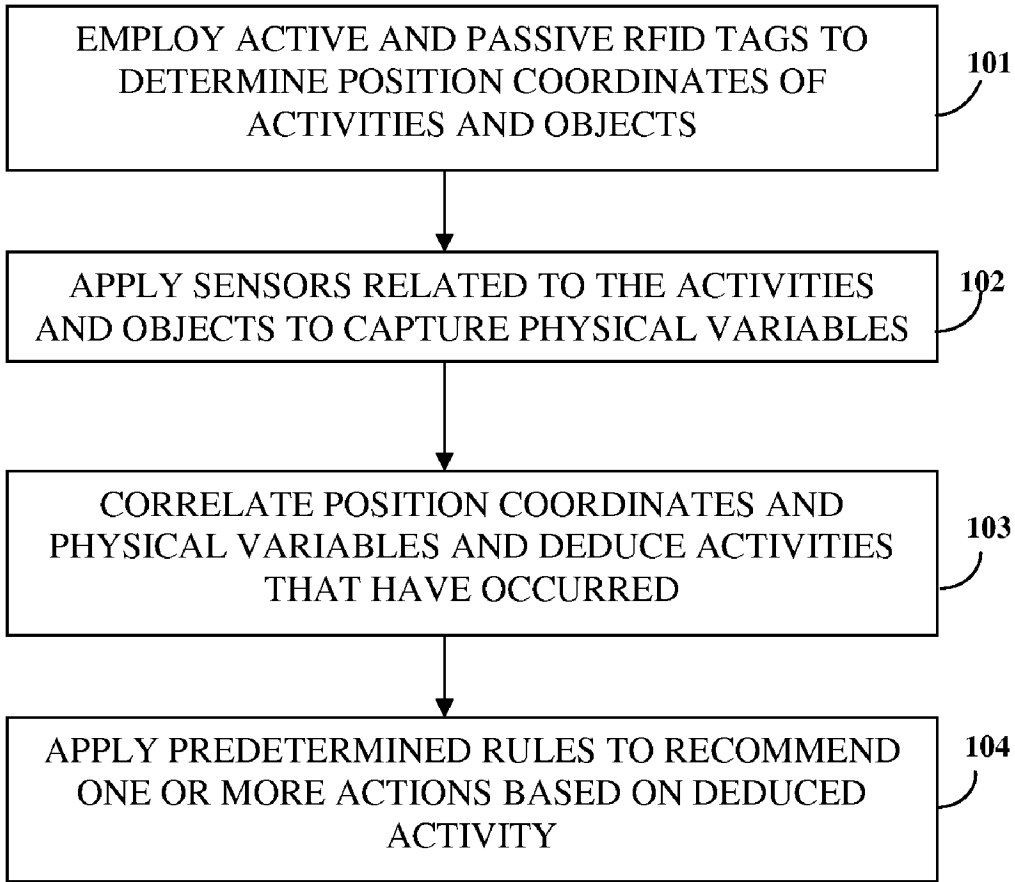 EMPLOY ACTIVE AND PASSIVE RFID TAGS TO
DETERMINE POSITION COORDINATES OF
ACTIVITIES AND OBJECTS
101
APPLY SENSORS RELATED TO THE ACTIVITIES
AND OBJECTS TO CAPTURE PHYSICAL VARIABLES
102
CORRELATE POSITION COORDINATES AND
PHYSICAL VARIABLES AND DEDUCE ACTIVITIES
THAT HAVE OCCURRED
103
APPLY PREDETERMINED RULES TO RECOMMEND
ONE OR MORE ACTIONS BASED ON DEDUCED
ACTIVITY
104